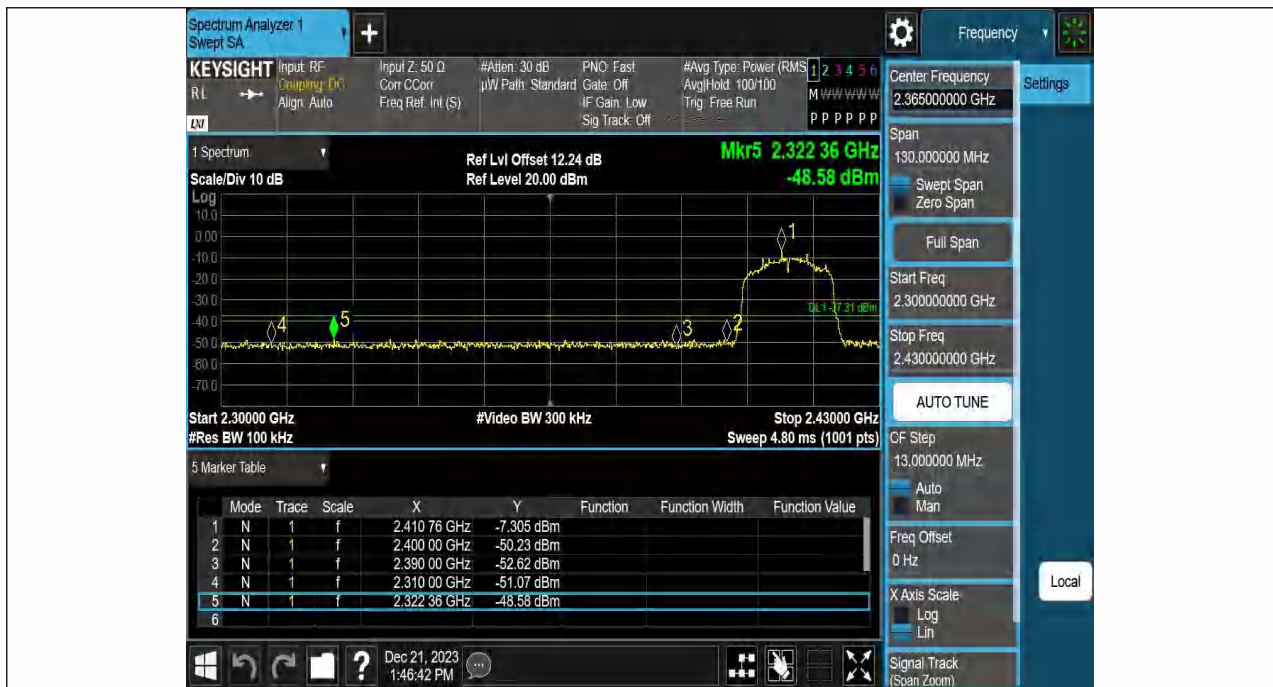 Spectrum Analyzer 1
Swept SA
+
Frequency
KEYSIGHT
RL
LXI
Input: RF
Coupling: DC
Align: Auto
Input Z: 50 Ω
Corr CCorr
Freq Ref: Int (S)
#Atten: 30 dB
µW Path: Standard
PNO: Fast
Gate: Off
IF Gain: Low
Sig Track: Off
#Avg Type: Power (RMS
Avg|Hold: 100/100
Trig: Free Run
1 2 3 4 5 6
M W W W W W
P P P P P P
Center Frequency
2.365000000 GHz
Settings
Span
130.000000 MHz
Swept Span
Zero Span
Full Span
Start Freq
2.300000000 GHz
Stop Freq
2.430000000 GHz
AUTO TUNE
CF Step
13.000000 MHz
Auto
Man
Freq Offset
0 Hz
X Axis Scale
Log
Lin
Signal Track
(Span Zoom)
Local
1 Spectrum
Scale/Div 10 dB
Ref Lvl Offset 12.24 dB
Ref Level 20.00 dBm
Mkr5 2.322 36 GHz
-48.58 dBm
Log
10.0
0.00
-10.0
-20.0
-30.0
-40.0
-50.0
-60.0
-70.0
1
DL1 -37.31 dBm
4
5
3
2
Start 2.30000 GHz
#Video BW 300 kHz
Stop 2.43000 GHz
#Res BW 100 kHz
Sweep 4.80 ms (1001 pts)
5 Marker Table
Mode Trace Scale X Y Function Function Width Function Value
1 N 1 f 2.410 76 GHz -7.305 dBm
2 N 1 f 2.400 00 GHz -50.23 dBm
3 N 1 f 2.390 00 GHz -52.62 dBm
4 N 1 f 2.310 00 GHz -51.07 dBm
5 N 1 f 2.322 36 GHz -48.58 dBm
6
?
Dec 21, 2023
1:46:42 PM